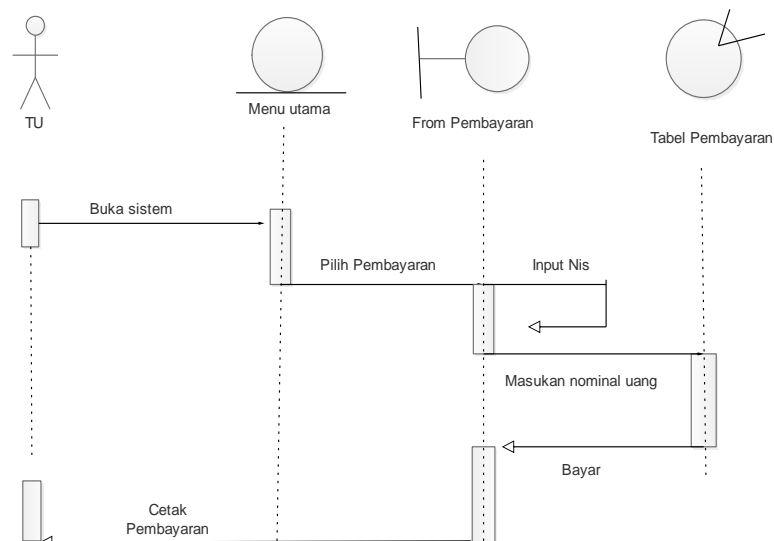 TU
Menu utama
From Pembayaran
Tabel Pembayaran
Buka sistem
Pilih Pembayaran
Input Nis
Masukan nominal uang
Bayar
Cetak
Pembayaran